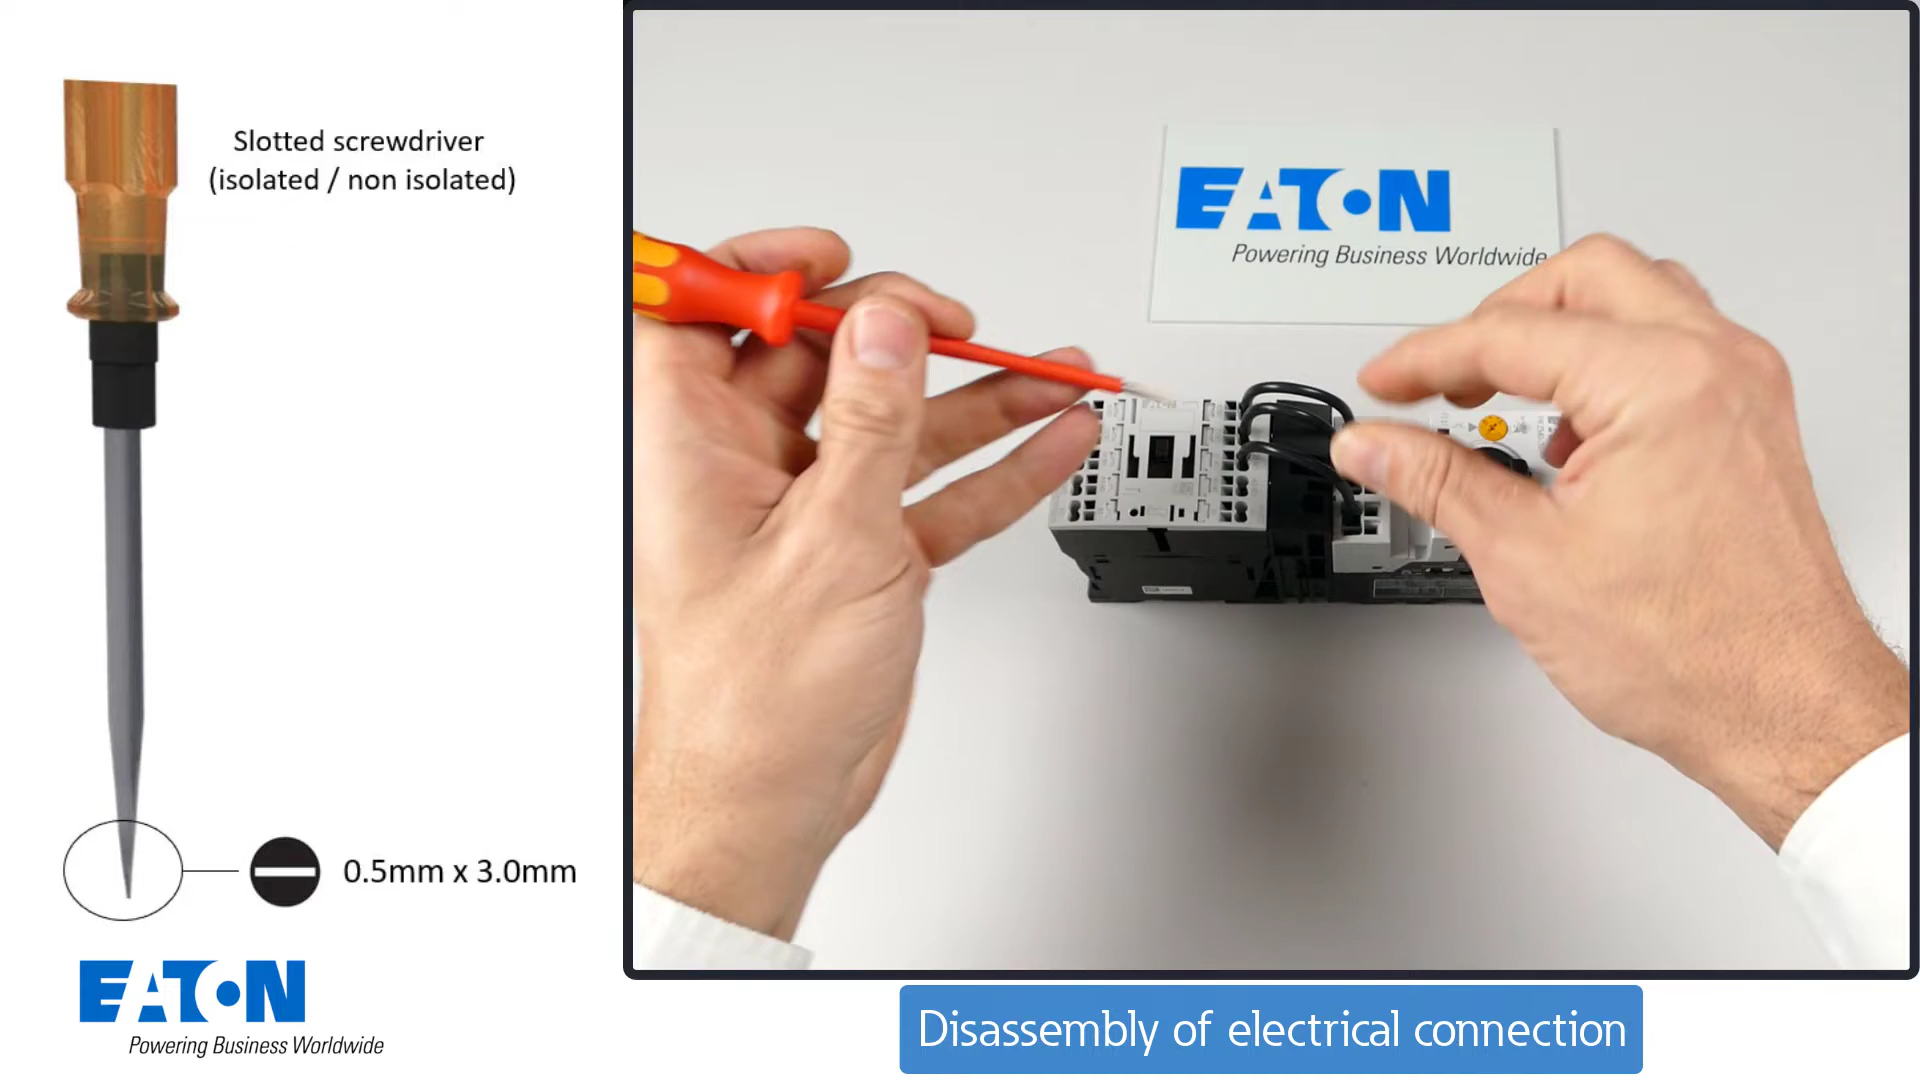 Slotted screwdriver
(isolated / non isolated)
0.5mm x 3.0mm
EATON
Powering Business Worldwide
EATON
Powering Business Worldwide
Disassembly of electrical connection